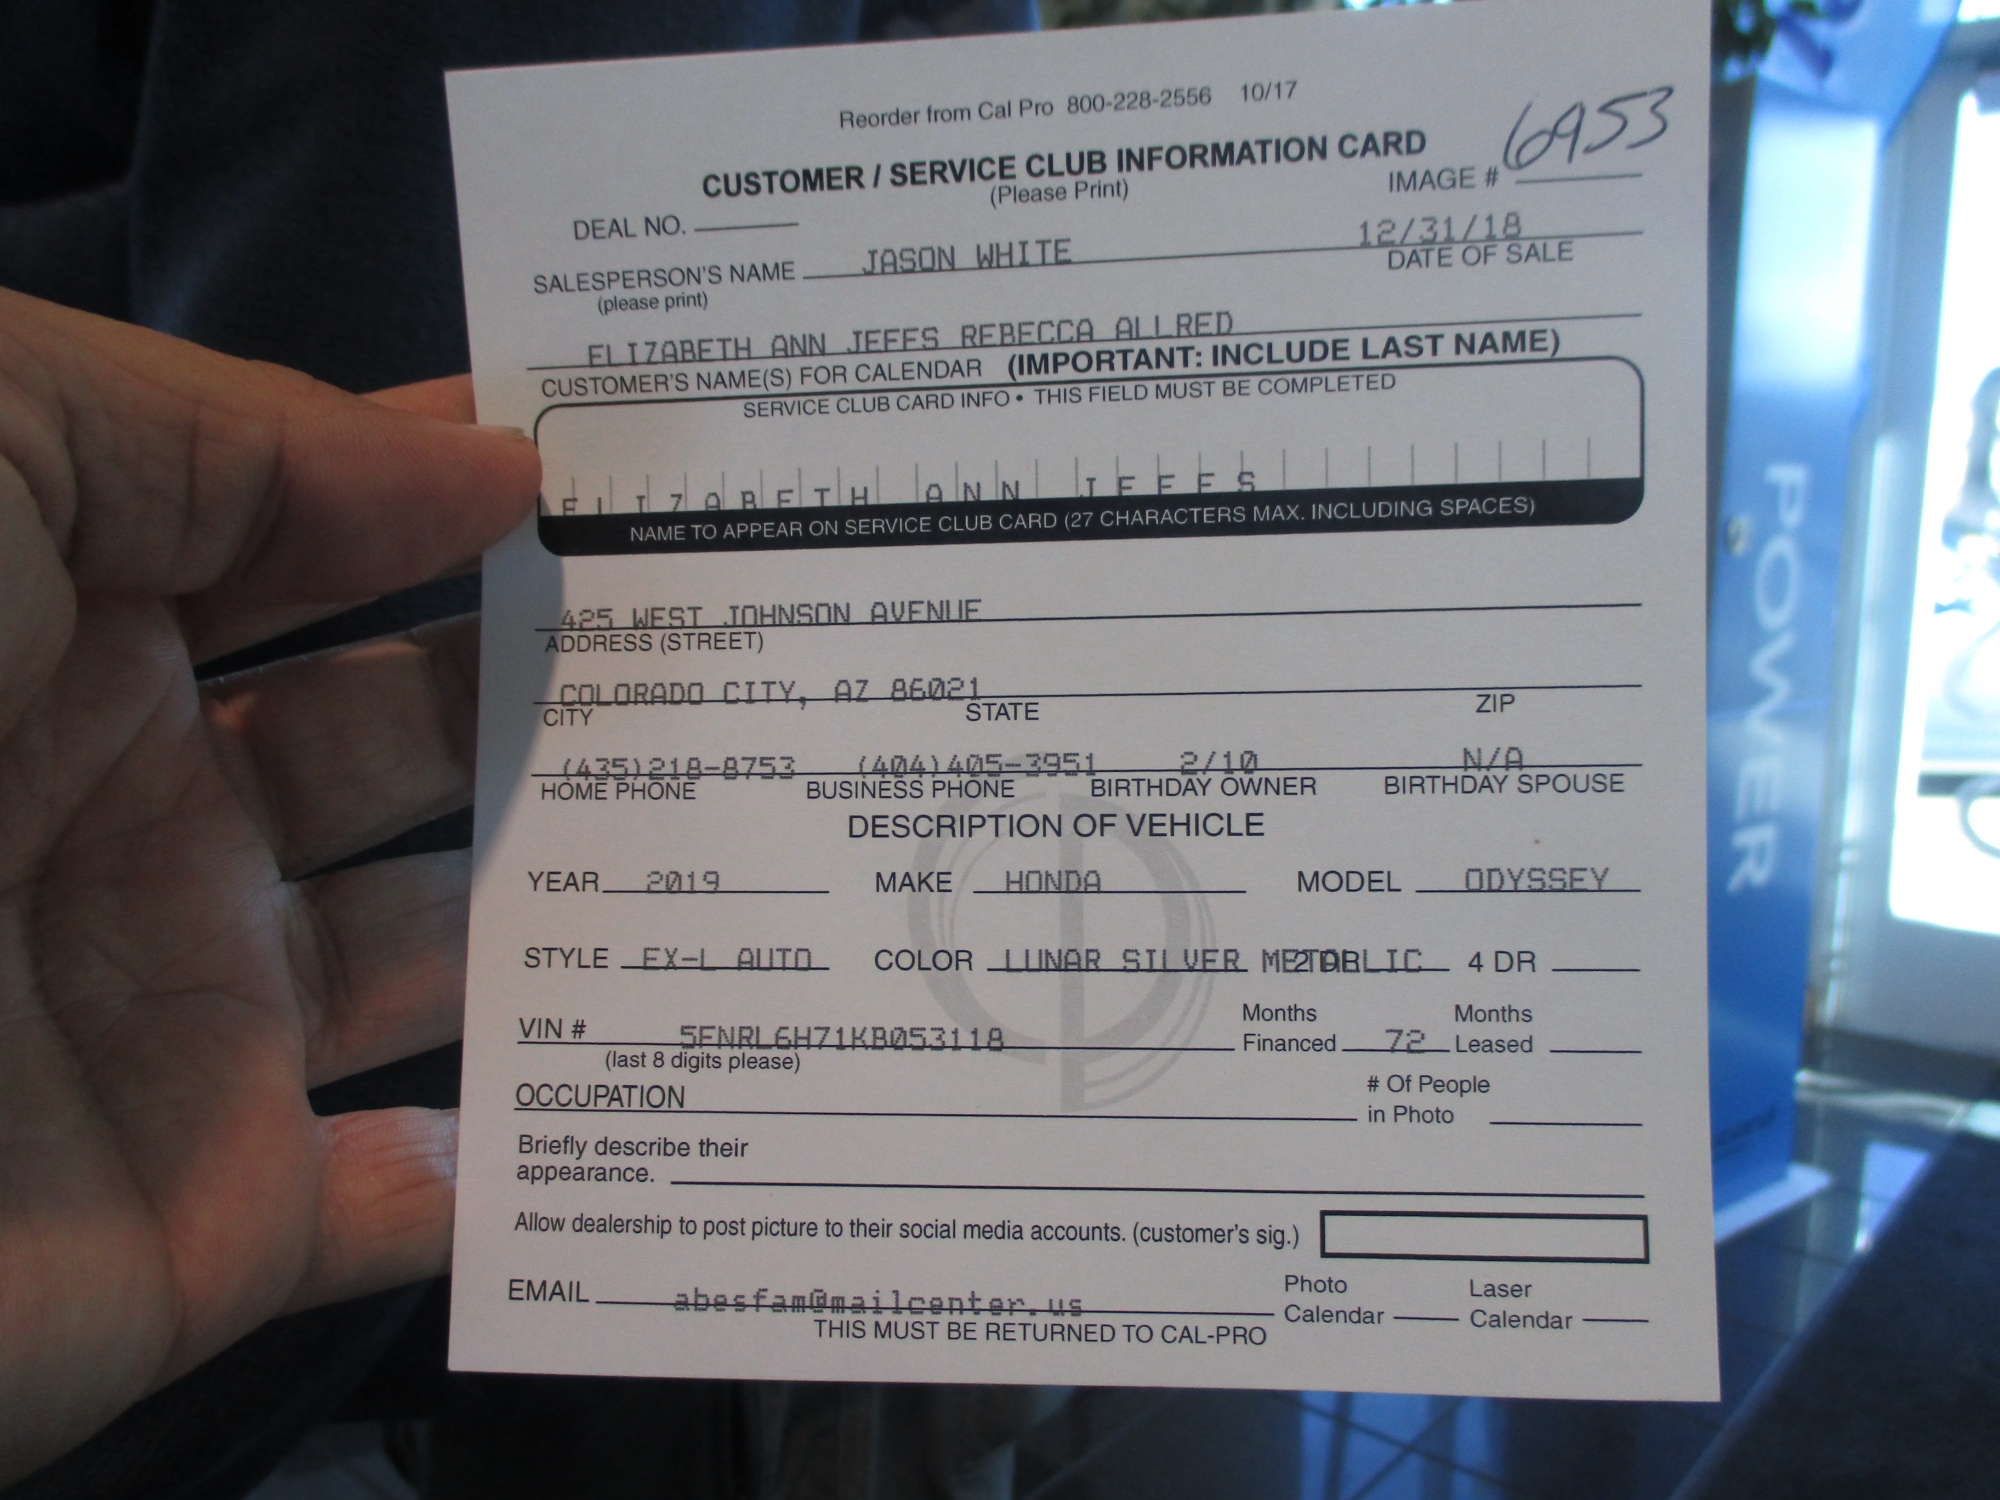 Reorder from Cal Pro 800-228-2556 10/17
6953
CUSTOMER / SERVICE CLUB INFORMATION CARD
(Please Print)
IMAGE #
DEAL NO.
12/31/18
SALESPERSON'S NAME JASON WHITE
DATE OF SALE
(please print)
ELIZABETH ANN JEFFS REBECCA ALLRED
CUSTOMER'S NAME(S) FOR CALENDAR (IMPORTANT: INCLUDE LAST NAME)
SERVICE CLUB CARD INFO • THIS FIELD MUST BE COMPLETED
ELIZABETH ANN JEFFS
NAME TO APPEAR ON SERVICE CLUB CARD (27 CHARACTERS MAX. INCLUDING SPACES)
425 WEST JOHNSON AVENUE
ADDRESS (STREET)
COLORADO CITY, AZ 86021
CITY STATE ZIP
(435)218-8753 (404)405-3951 2/10 N/A
HOME PHONE BUSINESS PHONE BIRTHDAY OWNER BIRTHDAY SPOUSE
DESCRIPTION OF VEHICLE
YEAR 2019 MAKE HONDA MODEL ODYSSEY
STYLE EX-L AUTO COLOR LUNAR SILVER METALLIC 2 DR 4 DR
VIN # 5FNRL6H71KB053118 Months Financed 72 Months Leased
(last 8 digits please)
OCCUPATION # Of People in Photo
Briefly describe their
appearance.
Allow dealership to post picture to their social media accounts. (customer's sig.)
EMAIL abesfam@mailcenter.us Photo Calendar Laser Calendar
THIS MUST BE RETURNED TO CAL-PRO
POWER